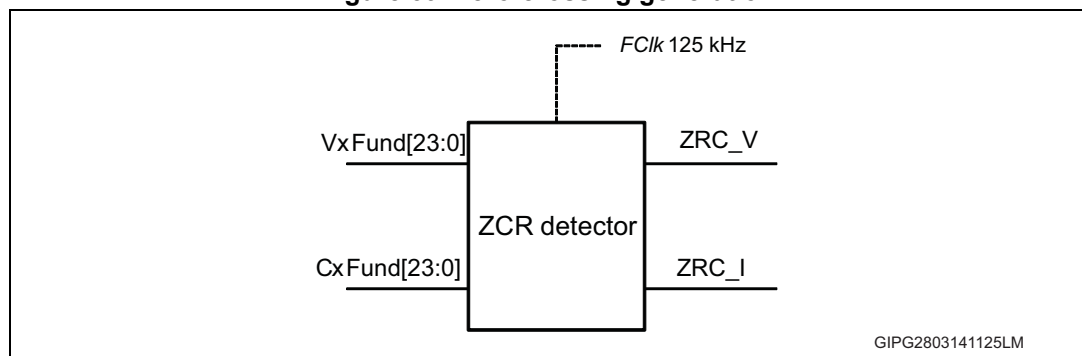 FClk 125 kHz
VxFund[23:0]
ZRC_V
ZCR detector
CxFund[23:0]
ZRC_I
GIPG2803141125LM